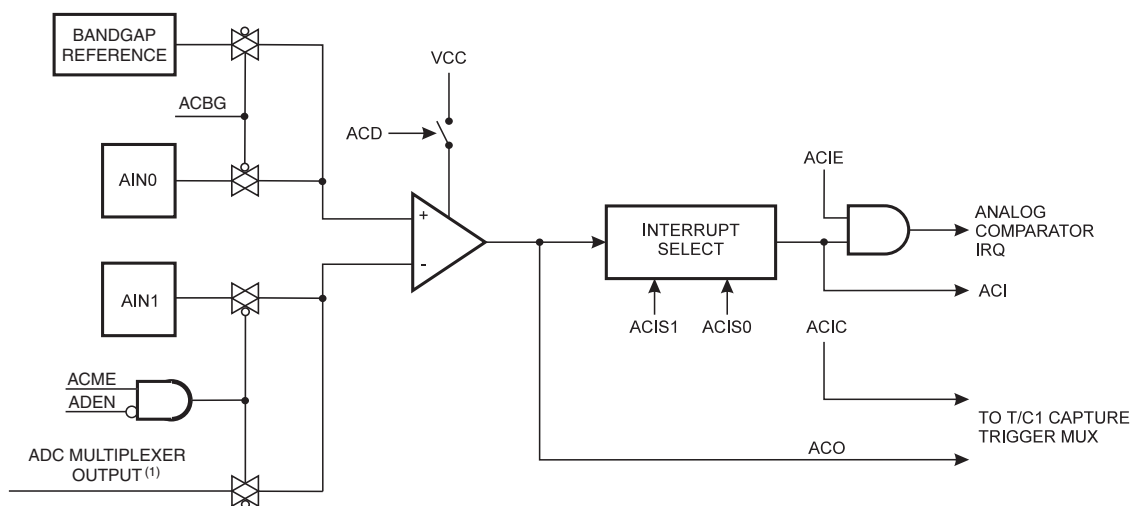 BANDGAP
REFERENCE
VCC
ACBG
ACD
AIN0
ACIE
+
INTERRUPT
SELECT
ANALOG
COMPARATOR
IRQ
-
AIN1
ACI
ACIS1
ACIS0
ACIC
ACME
ADEN
TO T/C1 CAPTURE
TRIGGER MUX
ADC MULTIPLEXER
OUTPUT (1)
ACO